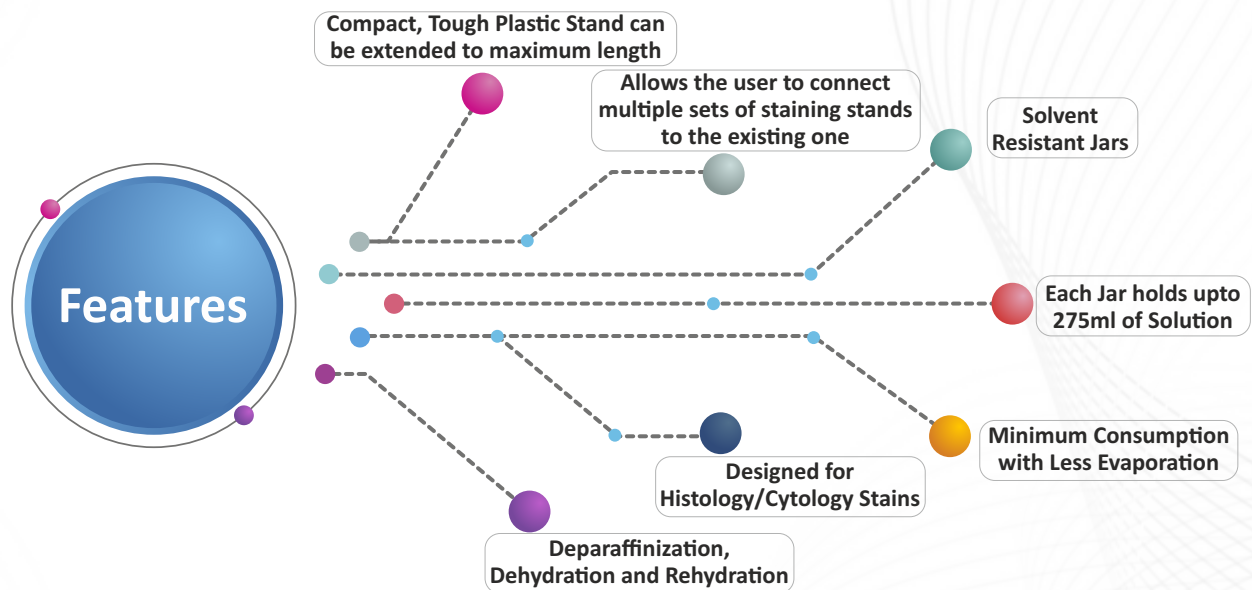 Compact, Tough Plastic Stand can
be extended to maximum length
Allows the user to connect
multiple sets of staining stands
to the existing one
Solvent
Resistant Jars
Features
Each Jar holds upto
275ml of Solution
Minimum Consumption
with Less Evaporation
Designed for
Histology/Cytology Stains
Deparaffinization,
Dehydration and Rehydration